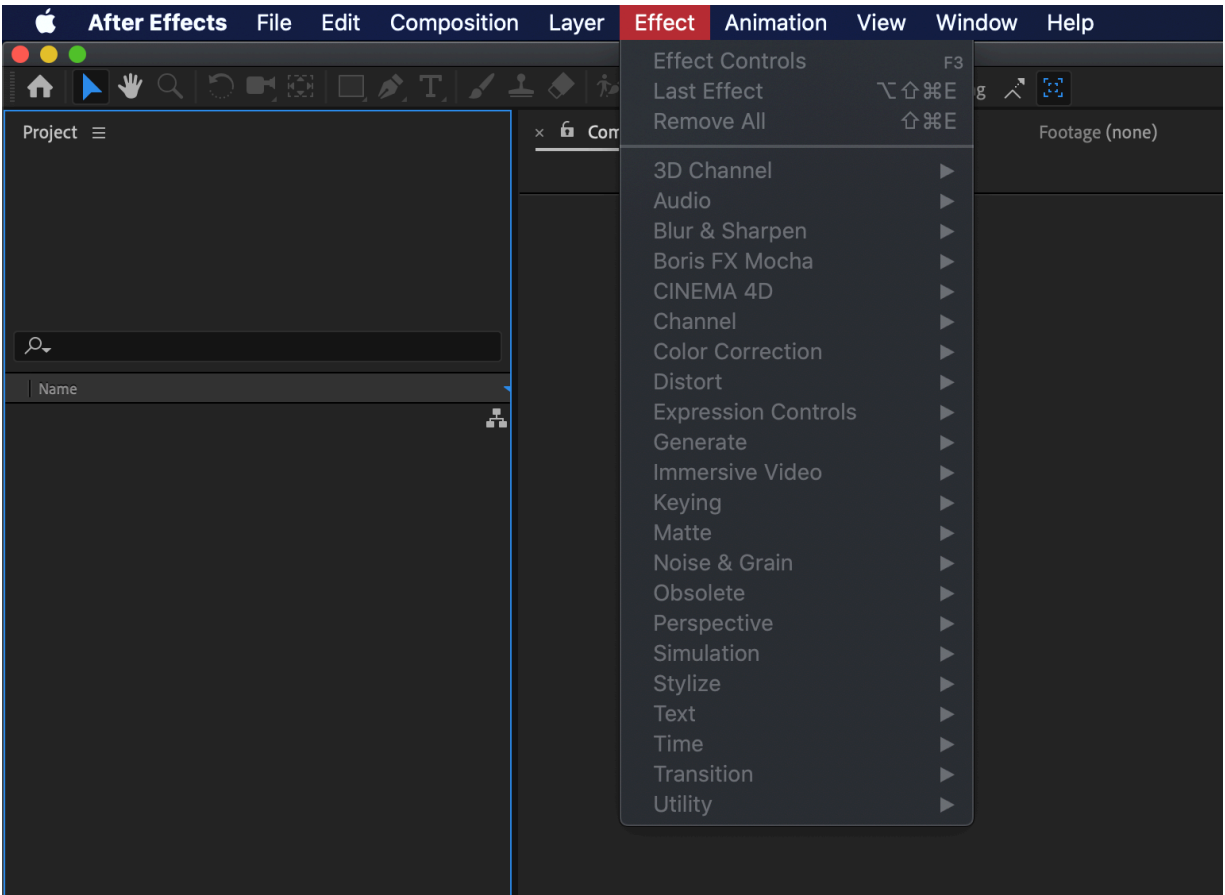 After Effects File Edit Composition Layer Effect Animation View Window Help
Effect Controls F3
Last Effect ⌥⇧⌘E
Remove All ⇧⌘E
Project
Com
Footage (none)
3D Channel
Audio
Blur & Sharpen
Boris FX Mocha
CINEMA 4D
Channel
Color Correction
Distort
Expression Controls
Generate
Immersive Video
Keying
Matte
Noise & Grain
Obsolete
Perspective
Simulation
Stylize
Text
Time
Transition
Utility
Name